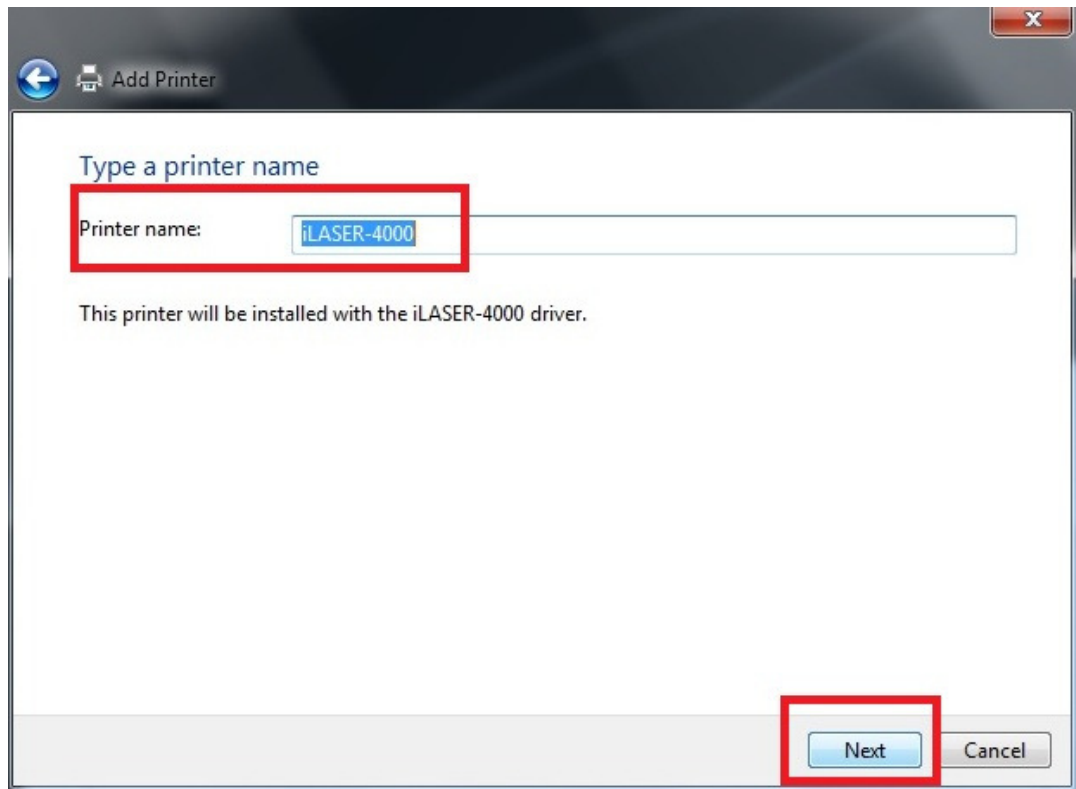 Add Printer
Type a printer name
Printer name: iLASER-4000
This printer will be installed with the iLASER-4000 driver.
Next Cancel